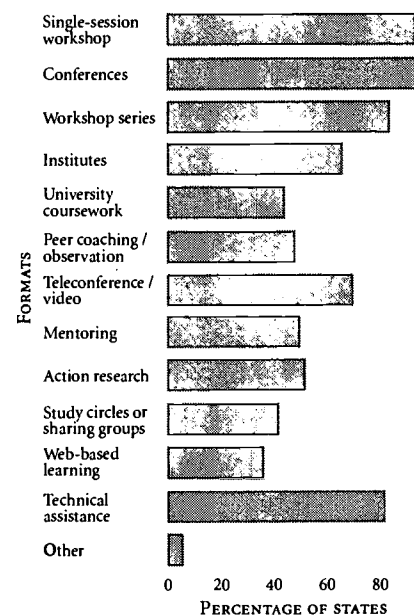 Single-session
workshop
Conferences
Workshop series
Institutes
University
coursework
Peer coaching /
observation
Teleconference /
video
Mentoring
Action research
Study circles or
sharing groups
Web-based
learning
Technical
assistance
Other
FORMATS
0 20 40 60 80
PERCENTAGE OF STATES